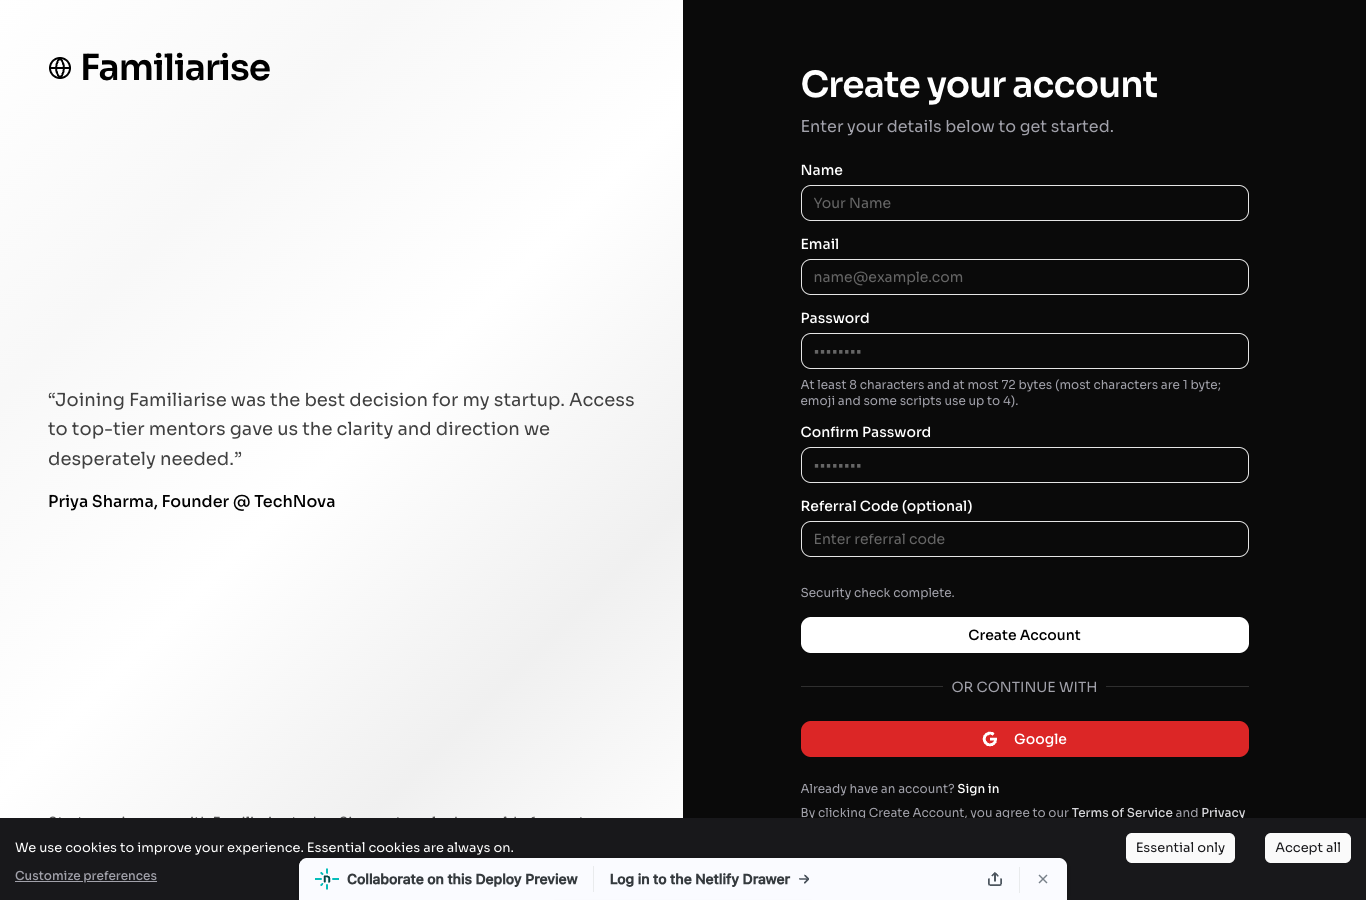 Familiarise
“Joining Familiarise was the best decision for my startup. Access
to top-tier mentors gave us the clarity and direction we
desperately needed.”
Priya Sharma, Founder @ TechNova
Create your account
Enter your details below to get started.
Name
Your Name
Email
name@example.com
Password
••••••••
At least 8 characters and at most 72 bytes (most characters are 1 byte;
emoji and some scripts use up to 4).
Confirm Password
••••••••
Referral Code (optional)
Enter referral code
Security check complete.
Create Account
OR CONTINUE WITH
Google
Already have an account? Sign in
By clicking Create Account, you agree to our Terms of Service and Privacy
We use cookies to improve your experience. Essential cookies are always on.
Customize preferences
Essential only
Accept all
Collaborate on this Deploy Preview
Log in to the Netlify Drawer →